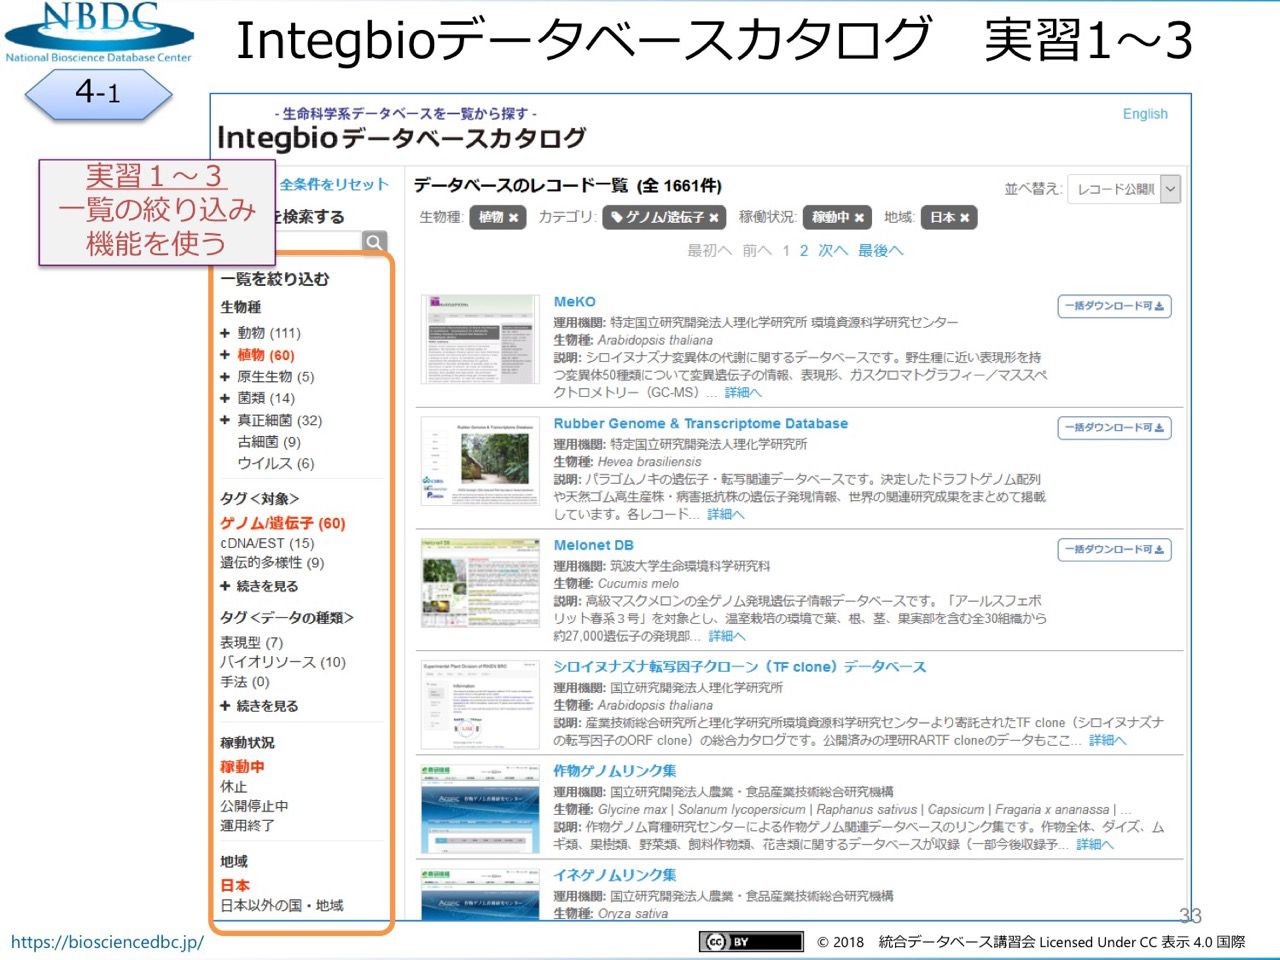 NBDC
National Bioscience Database Center
Integbioデータベースカタログ　実習1～3
4-1
- 生命科学系データベースを一覧から探す -
Integbioデータベースカタログ
English
実習１～３
一覧の絞り込み
機能を使う
全条件をリセット
を検索する
一覧を絞り込む
生物種
+ 動物 (111)
+ 植物 (60)
+ 原生生物 (5)
+ 菌類 (14)
+ 真正細菌 (32)
古細菌 (9)
ウイルス (6)
タグ＜対象＞
ゲノム/遺伝子 (60)
cDNA/EST (15)
遺伝的多様性 (9)
+ 続きを見る
タグ＜データの種類＞
表現型 (7)
バイオリソース (10)
手法 (0)
+ 続きを見る
稼働状況
稼働中
休止
公開停止中
運用終了
地域
日本
日本以外の国・地域
データベースのレコード一覧 (全 1661件)
並べ替え: レコード公開順
生物種: 植物 × カテゴリ: ゲノム/遺伝子 × 稼働状況: 稼働中 × 地域: 日本 ×
最初へ 前へ 1 2 次へ 最後へ
MeKO
一括ダウンロード可
運用機関: 特定国立研究開発法人理化学研究所 環境資源科学研究センター
生物種: Arabidopsis thaliana
説明: シロイヌナズナ変異体の代謝に関するデータベースです。野生種に近い表現形を持
つ変異体50種類について変異遺伝子の情報、表現形、ガスクロマトグラフィー／マススペ
クトロメトリー（GC-MS）... 詳細へ
Rubber Genome & Transcriptome Database
一括ダウンロード可
運用機関: 特定国立研究開発法人理化学研究所
生物種: Hevea brasiliensis
説明: パラゴムノキの遺伝子・転写関連データベースです。決定したドラフトゲノム配列
や天然ゴム高生産株・病害抵抗株の遺伝子発現情報、世界の関連研究成果をまとめて掲載
しています。各レコード... 詳細へ
Melonet DB
一括ダウンロード可
運用機関: 筑波大学生命環境科学研究科
生物種: Cucumis melo
説明: 高級マスクメロンの全ゲノム発現遺伝子情報データベースです。「アールスフェボ
リット春系３号」を対象とし、温室栽培の環境で葉、根、茎、果実部を含む全30組織から
約27,000遺伝子の発現部... 詳細へ
シロイヌナズナ転写因子クローン（TF clone）データベース
運用機関: 国立研究開発法人理化学研究所
生物種: Arabidopsis thaliana
説明: 産業技術総合研究所と理化学研究所環境資源科学研究センターより寄託されたTF clone（シロイヌナズナ
の転写因子のORF clone）の総合カタログです。公開済みの理研RARTF cloneのデータもここ... 詳細へ
作物ゲノムリンク集
運用機関: 国立研究開発法人農業・食品産業技術総合研究機構
生物種: Glycine max | Solanum lycopersicum | Raphanus sativus | Capsicum | Fragaria x ananassa | ...
説明: 作物ゲノム育種研究センターによる作物ゲノム関連データベースのリンク集です。作物全体、ダイズ、ム
ギ類、果樹類、野菜類、飼料作物類、花き類に関するデータベースが収録（一部今後収録予... 詳細へ
イネゲノムリンク集
運用機関: 国立研究開発法人農業・食品産業技術総合研究機構
生物種: Oryza sativa
33
https://biosciencedbc.jp/
CC BY
© 2018　統合データベース講習会 Licensed Under CC 表示 4.0 国際